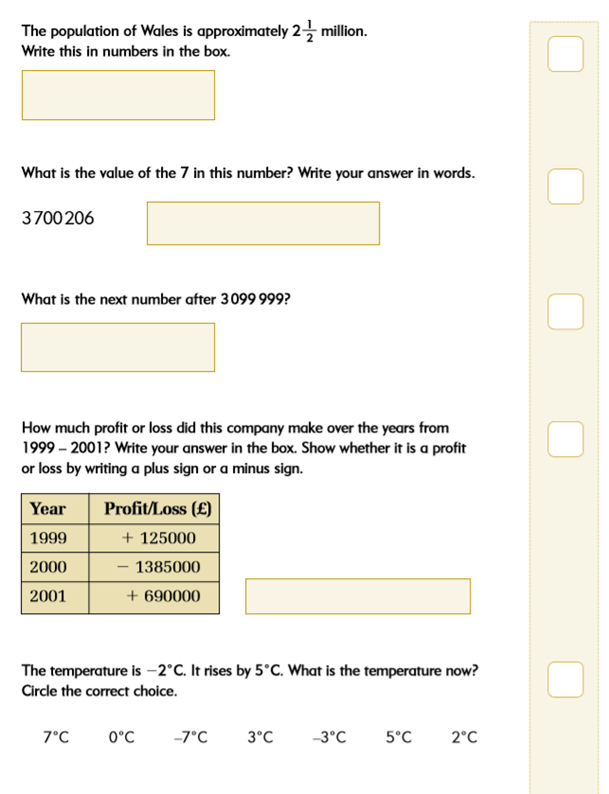 The population of Wales is approximately 2 1/2 million.
Write this in numbers in the box.
What is the value of the 7 in this number? Write your answer in words.
3 700 206
What is the next number after 3 099 999?
How much profit or loss did this company make over the years from
1999 – 2001? Write your answer in the box. Show whether it is a profit
or loss by writing a plus sign or a minus sign.
Year Profit/Loss (£)
1999 + 125000
2000 − 1385000
2001 + 690000
The temperature is −2°C. It rises by 5°C. What is the temperature now?
Circle the correct choice.
7°C 0°C –7°C 3°C –3°C 5°C 2°C